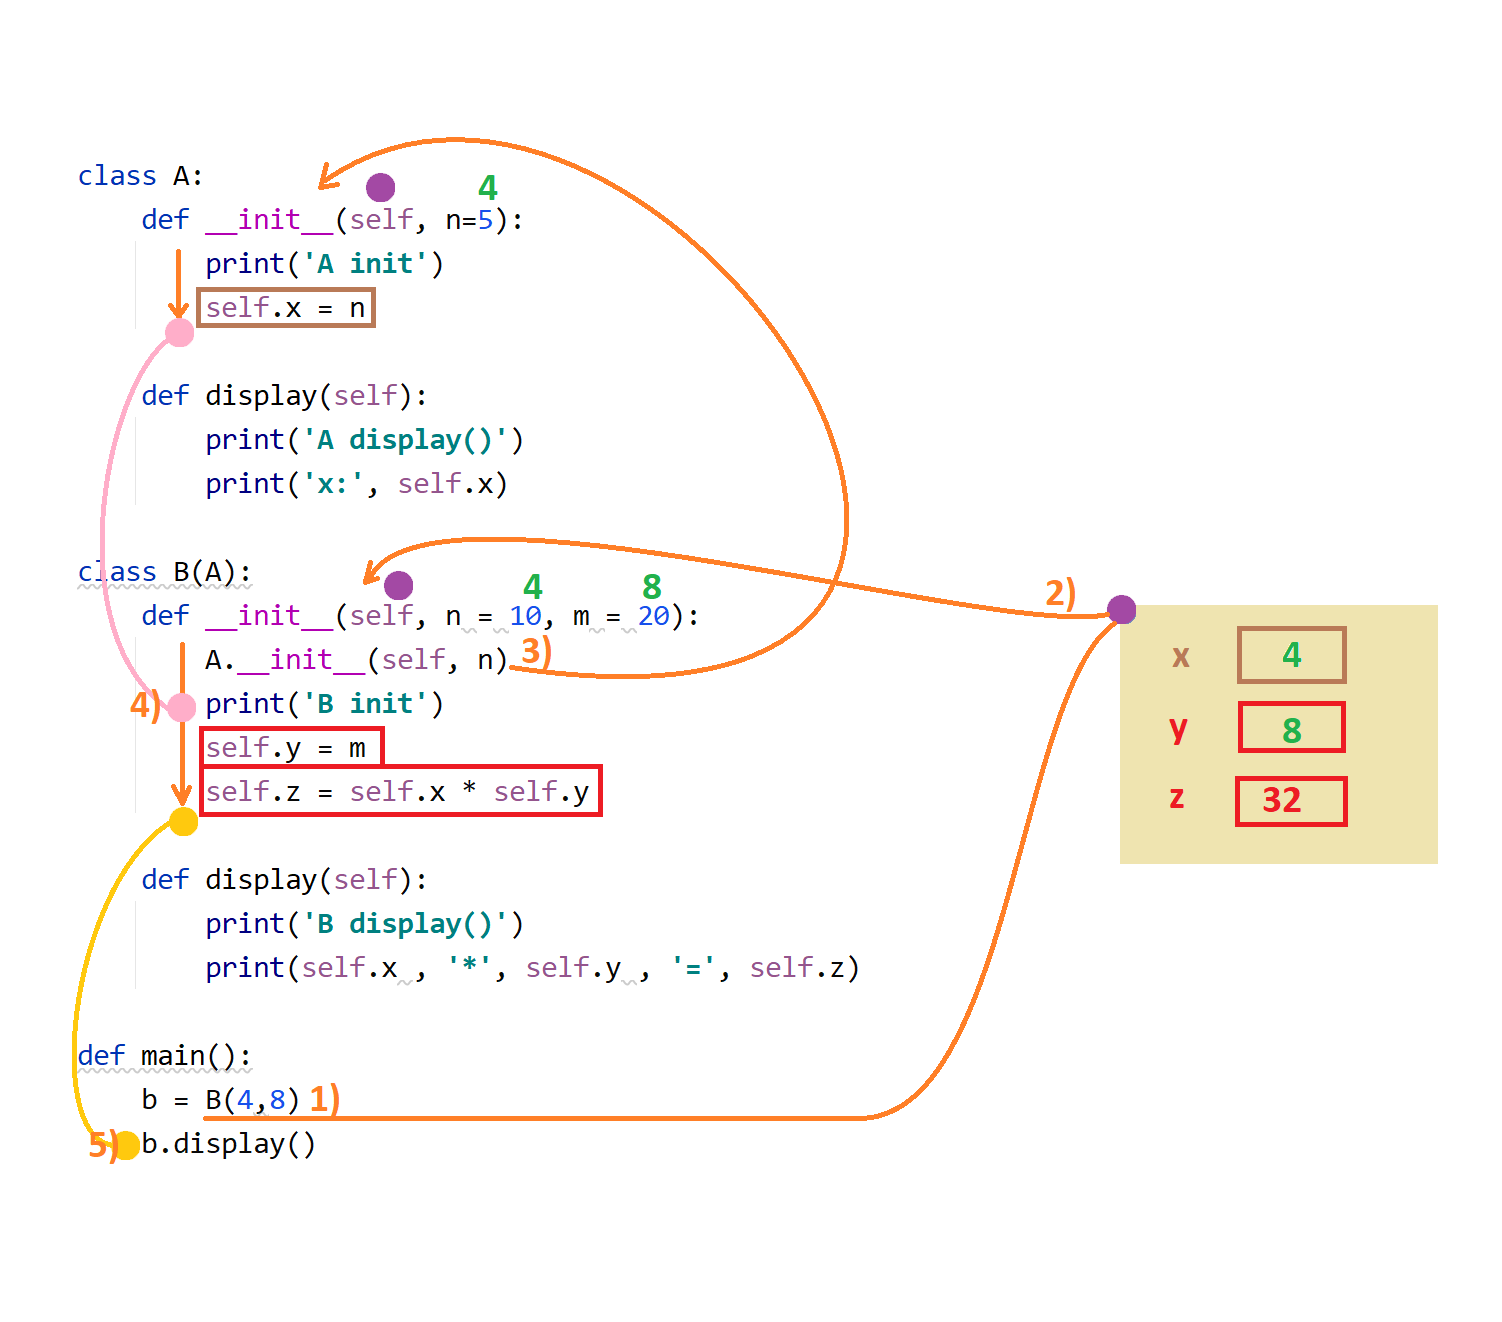 class A:
4
    def __init__(self, n=5):
        print('A init')
        self.x = n
    def display(self):
        print('A display()')
        print('x:', self.x)
class B(A):
4 8
    def __init__(self, n = 10, m = 20):
        A.__init__(self, n) 3)
4)        print('B init')
        self.y = m
        self.z = self.x * self.y
    def display(self):
        print('B display()')
        print(self.x , '*', self.y , '=', self.z)
def main():
    b = B(4,8) 1)
5)    b.display()
2)
x 4
y 8
z 32